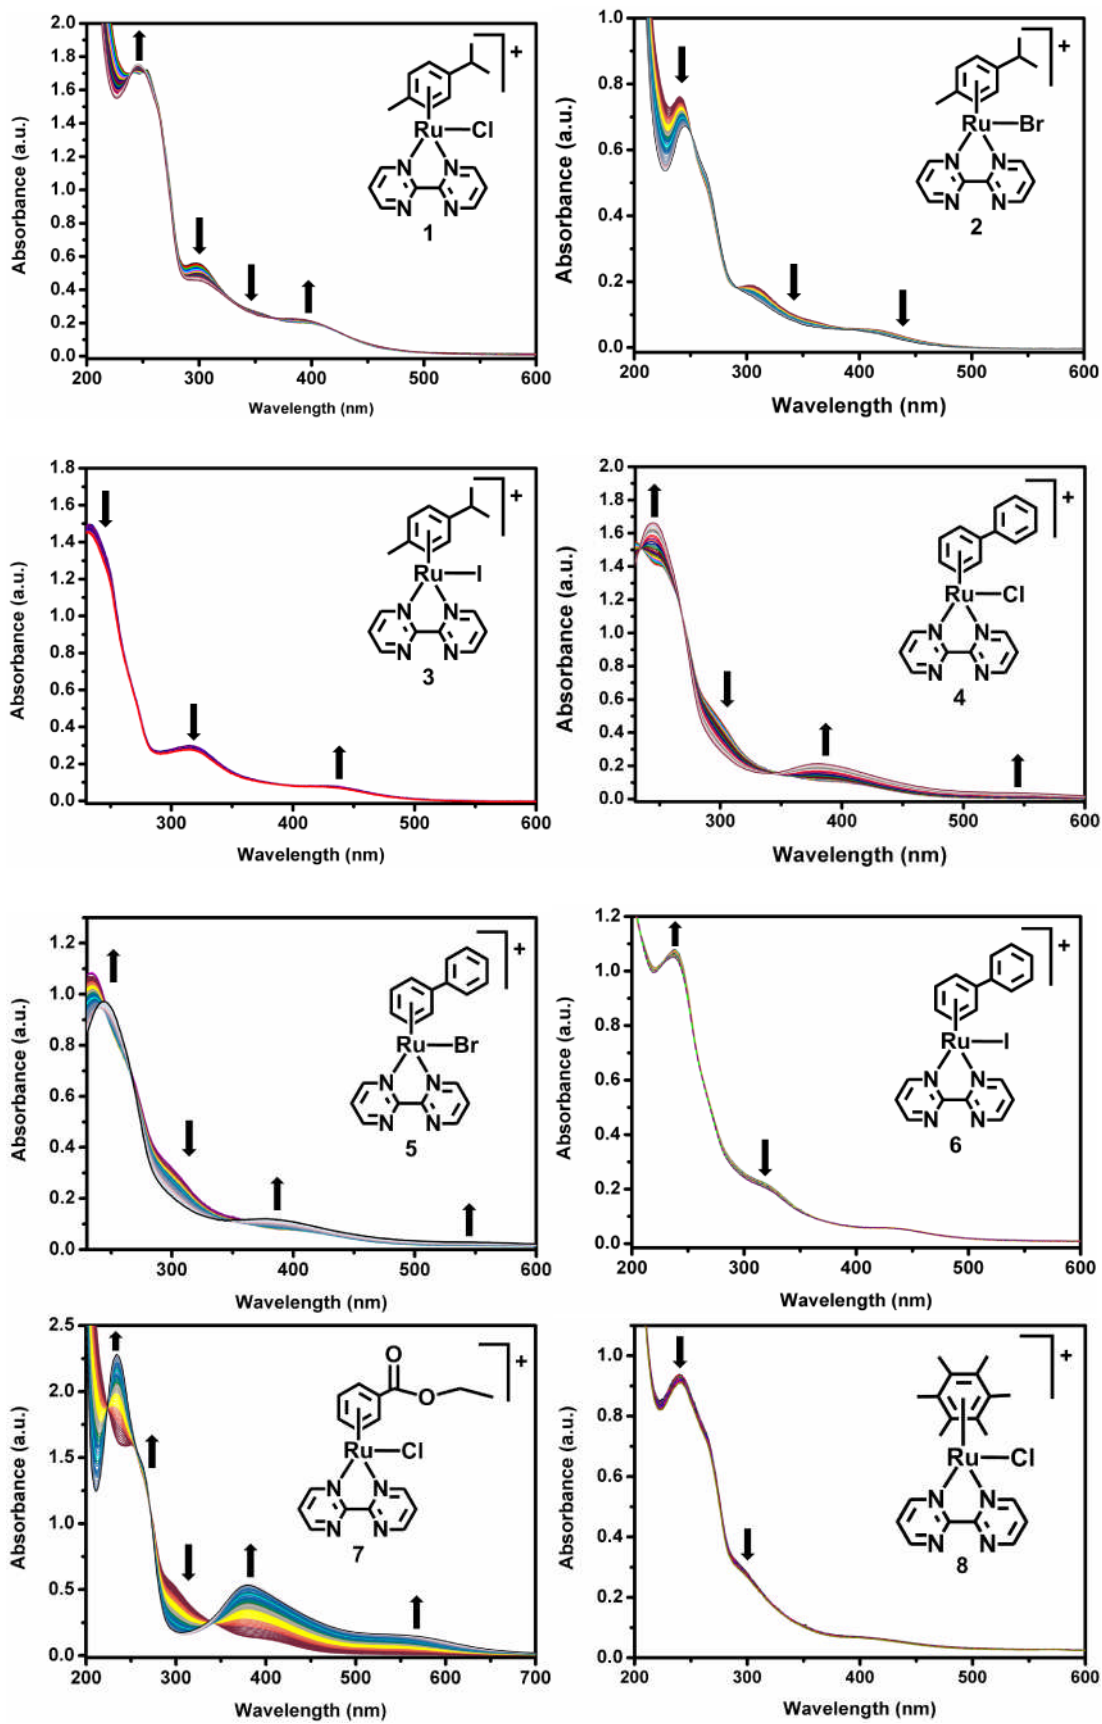 2.0
1.8
1.6
1.4
1.2
1.0
0.8
0.6
0.4
0.2
0.0
Absorbance (a.u.)
200 300 400 500 600
Wavelength (nm)
+
Ru Cl
N N
N N
1
1.0
0.8
0.6
0.4
0.2
0.0
Absorbance (a.u.)
200 300 400 500 600
Wavelength (nm)
+
Ru Br
N N
N N
2
1.8
1.6
1.4
1.2
1.0
0.8
0.6
0.4
0.2
0.0
Absorbance (a.u.)
300 400 500 600
Wavelength (nm)
+
Ru I
N N
N N
3
2.0
1.8
1.6
1.4
1.2
1.0
0.8
0.6
0.4
0.2
0.0
Absorbance (a.u.)
300 400 500 600
Wavelength (nm)
+
Ru Cl
N N
N N
4
1.2
1.0
0.8
0.6
0.4
0.2
0.0
Absorbance (a.u.)
300 400 500 600
Wavelength (nm)
+
Ru Br
N N
N N
5
1.2
1.0
0.8
0.6
0.4
0.2
0.0
Absorbance (a.u.)
200 300 400 500 600
Wavelength (nm)
+
Ru I
N N
N N
6
2.5
2.0
1.5
1.0
0.5
0.0
Absorbance (a.u.)
200 300 400 500 600 700
Wavelength (nm)
+
O
O
Ru Cl
N N
N N
7
1.0
0.8
0.6
0.4
0.2
0.0
Absorbance (a.u.)
200 300 400 500 600
Wavelength (nm)
+
Ru Cl
N N
N N
8